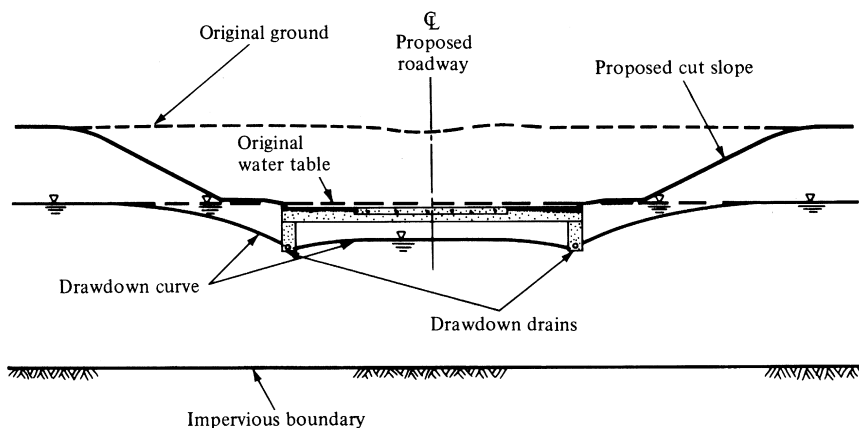 ℄
Proposed
roadway
Original ground
Proposed cut slope
Original
water table
Drawdown curve
Drawdown drains
Impervious boundary